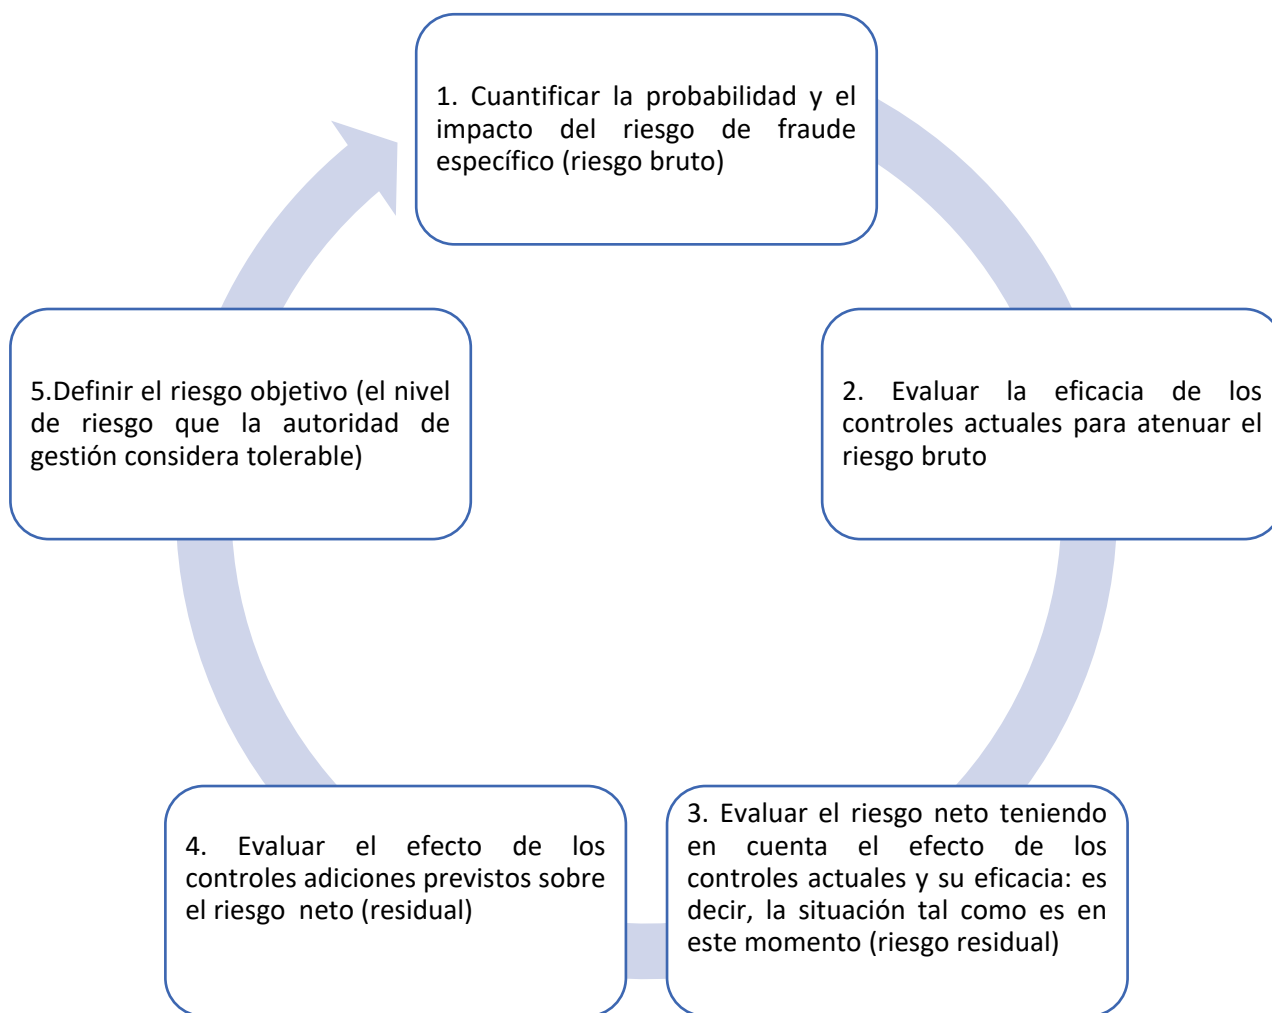 1. Cuantificar la probabilidad y el
impacto del riesgo de fraude
específico (riesgo bruto)
2. Evaluar la eficacia de los
controles actuales para atenuar el
riesgo bruto
3. Evaluar el riesgo neto teniendo
en cuenta el efecto de los
controles actuales y su eficacia: es
decir, la situación tal como es en
este momento (riesgo residual)
4. Evaluar el efecto de los
controles adiciones previstos sobre
el riesgo neto (residual)
5.Definir el riesgo objetivo (el nivel
de riesgo que la autoridad de
gestión considera tolerable)